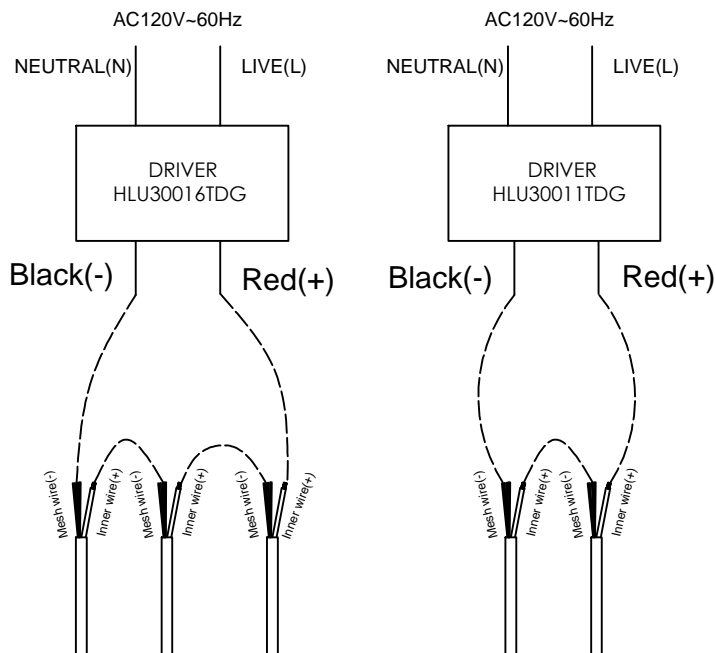 AC120V~60Hz
NEUTRAL(N)
LIVE(L)
DRIVER
HLU30016TDG
Black(-)
Red(+)
Mesh wire(-)
Inner wire(+)
Mesh wire(-)
Inner wire(+)
Mesh wire(-)
Inner wire(+)
AC120V~60Hz
NEUTRAL(N)
LIVE(L)
DRIVER
HLU30011TDG
Black(-)
Red(+)
Mesh wire(-)
Inner wire(+)
Mesh wire(-)
Inner wire(+)